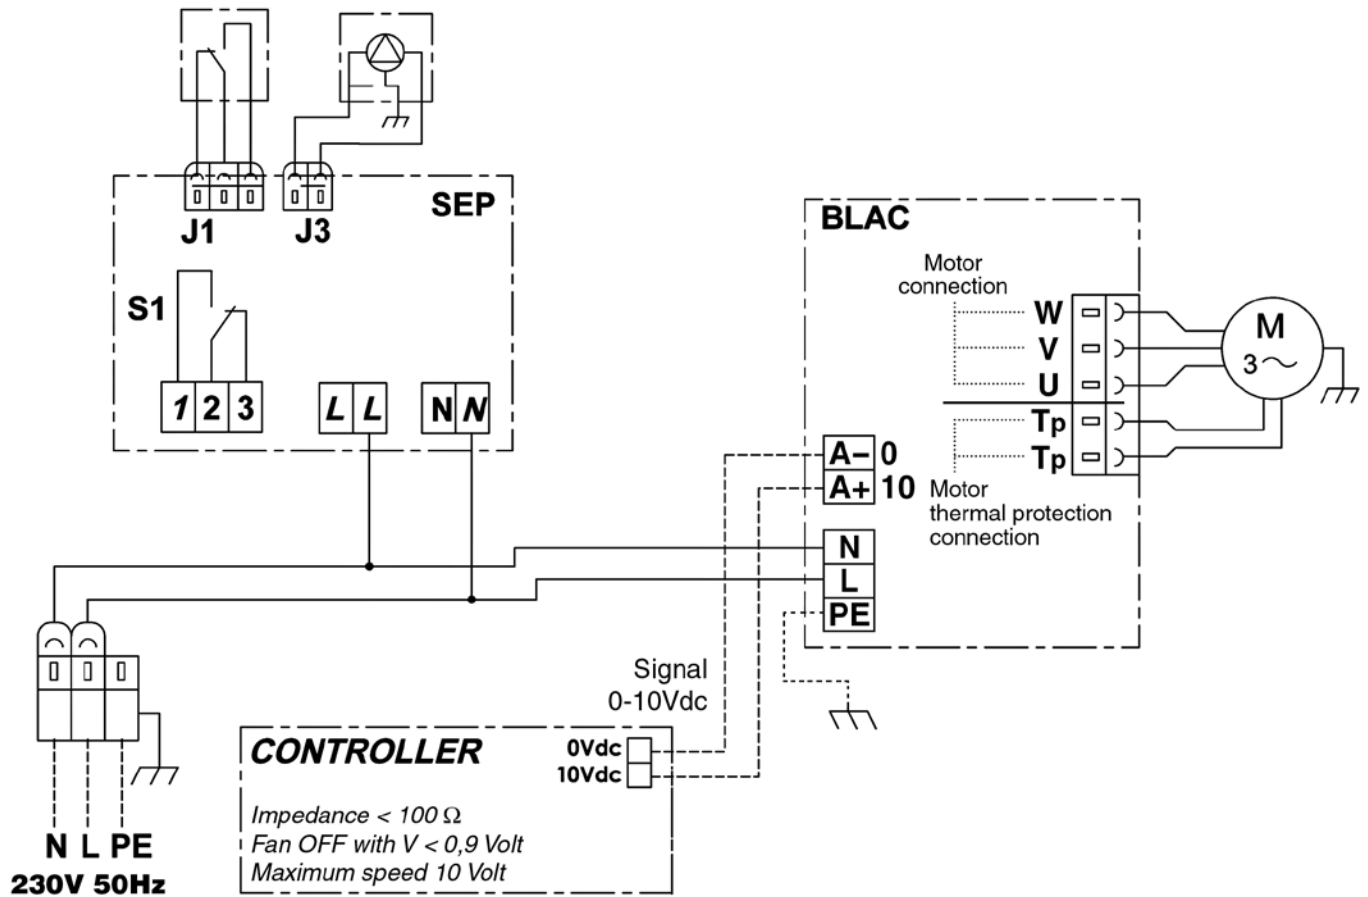 SEP
J1
J3
S1
1 2 3
L L
N N
BLAC
Motor
connection
W
V
U
Tp
Tp
M
3~
A− 0
A+ 10
Motor
thermal protection
connection
N
L
PE
Signal
0-10Vdc
CONTROLLER
0Vdc
10Vdc
Impedance < 100 Ω
Fan OFF with V < 0,9 Volt
Maximum speed 10 Volt
N L PE
230V 50Hz